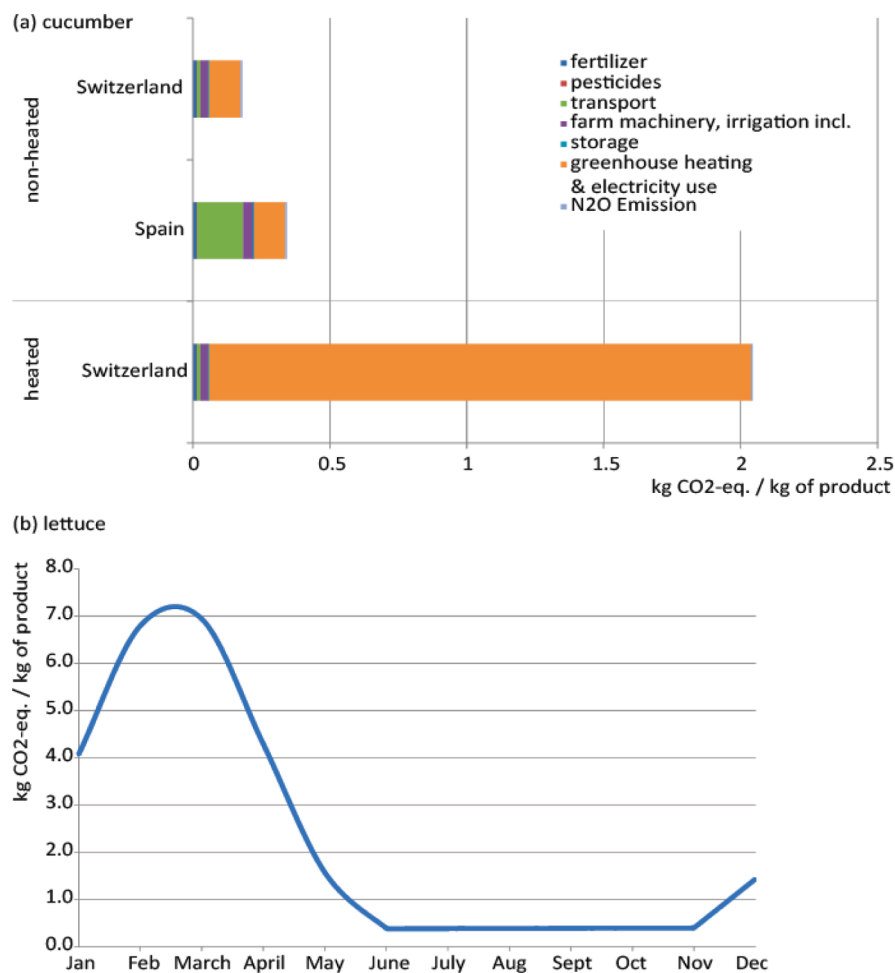 (a) cucumber
non-heated
Switzerland
Spain
heated
Switzerland
fertilizer
pesticides
transport
farm machinery, irrigation incl.
storage
greenhouse heating
& electricity use
N2O Emission
0 0.5 1 1.5 2 2.5
kg CO2-eq. / kg of product
(b) lettuce
kg CO2-eq. / kg of product
8.0
7.0
6.0
5.0
4.0
3.0
2.0
1.0
0.0
Jan Feb March April May June July Aug Sept Oct Nov Dec